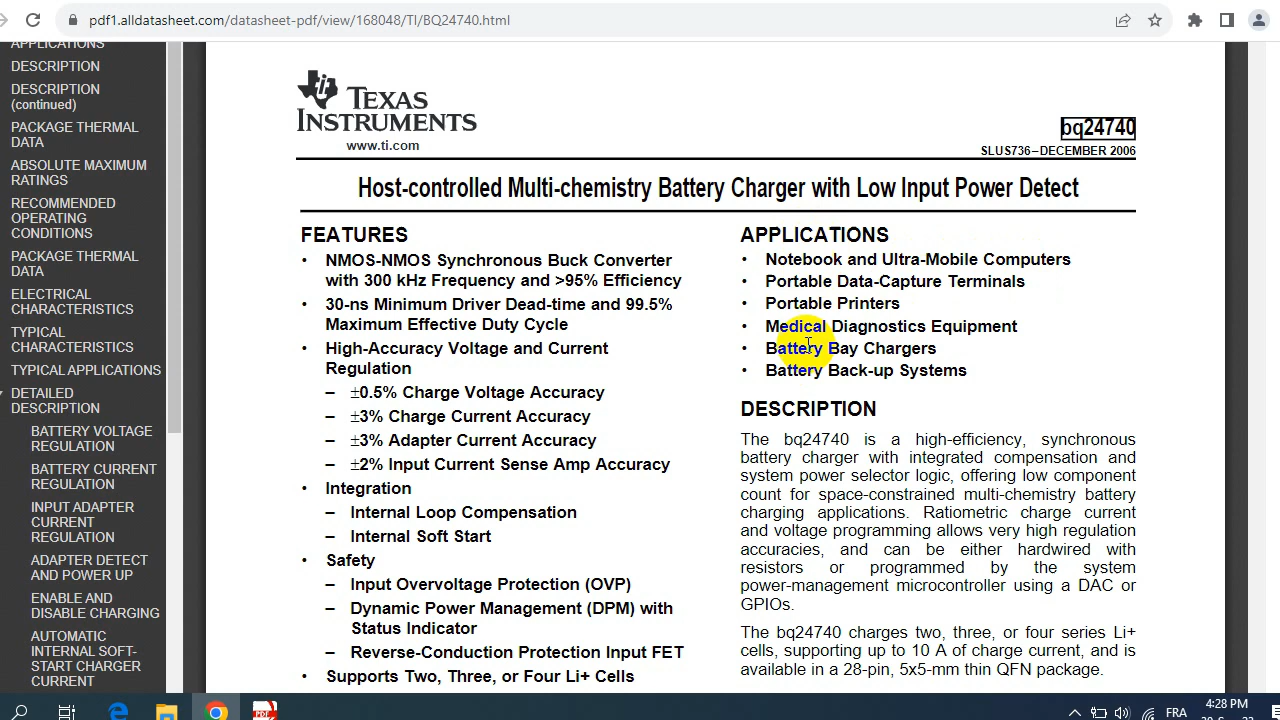 pdf1.alldatasheet.com/datasheet-pdf/view/168048/TI/BQ24740.html
APPLICATIONS
DESCRIPTION
DESCRIPTION
(continued)
PACKAGE THERMAL
DATA
ABSOLUTE MAXIMUM
RATINGS
RECOMMENDED
OPERATING
CONDITIONS
PACKAGE THERMAL
DATA
ELECTRICAL
CHARACTERISTICS
TYPICAL
CHARACTERISTICS
TYPICAL APPLICATIONS
DETAILED
DESCRIPTION
BATTERY VOLTAGE
REGULATION
BATTERY CURRENT
REGULATION
INPUT ADAPTER
CURRENT
REGULATION
ADAPTER DETECT
AND POWER UP
ENABLE AND
DISABLE CHARGING
AUTOMATIC
INTERNAL SOFT-
START CHARGER
CURRENT
TEXAS
INSTRUMENTS
www.ti.com
bq24740
SLUS736–DECEMBER 2006
Host-controlled Multi-chemistry Battery Charger with Low Input Power Detect
FEATURES
• NMOS-NMOS Synchronous Buck Converter
with 300 kHz Frequency and >95% Efficiency
• 30-ns Minimum Driver Dead-time and 99.5%
Maximum Effective Duty Cycle
• High-Accuracy Voltage and Current
Regulation
– ±0.5% Charge Voltage Accuracy
– ±3% Charge Current Accuracy
– ±3% Adapter Current Accuracy
– ±2% Input Current Sense Amp Accuracy
• Integration
– Internal Loop Compensation
– Internal Soft Start
• Safety
– Input Overvoltage Protection (OVP)
– Dynamic Power Management (DPM) with
Status Indicator
– Reverse-Conduction Protection Input FET
• Supports Two, Three, or Four Li+ Cells
APPLICATIONS
• Notebook and Ultra-Mobile Computers
• Portable Data-Capture Terminals
• Portable Printers
• Medical Diagnostics Equipment
• Battery Bay Chargers
• Battery Back-up Systems
DESCRIPTION
The bq24740 is a high-efficiency, synchronous
battery charger with integrated compensation and
system power selector logic, offering low component
count for space-constrained multi-chemistry battery
charging applications. Ratiometric charge current
and voltage programming allows very high regulation
accuracies, and can be either hardwired with
resistors or programmed by the system
power-management microcontroller using a DAC or
GPIOs.
The bq24740 charges two, three, or four series Li+
cells, supporting up to 10 A of charge current, and is
available in a 28-pin, 5x5-mm thin QFN package.
FRA
4:28 PM